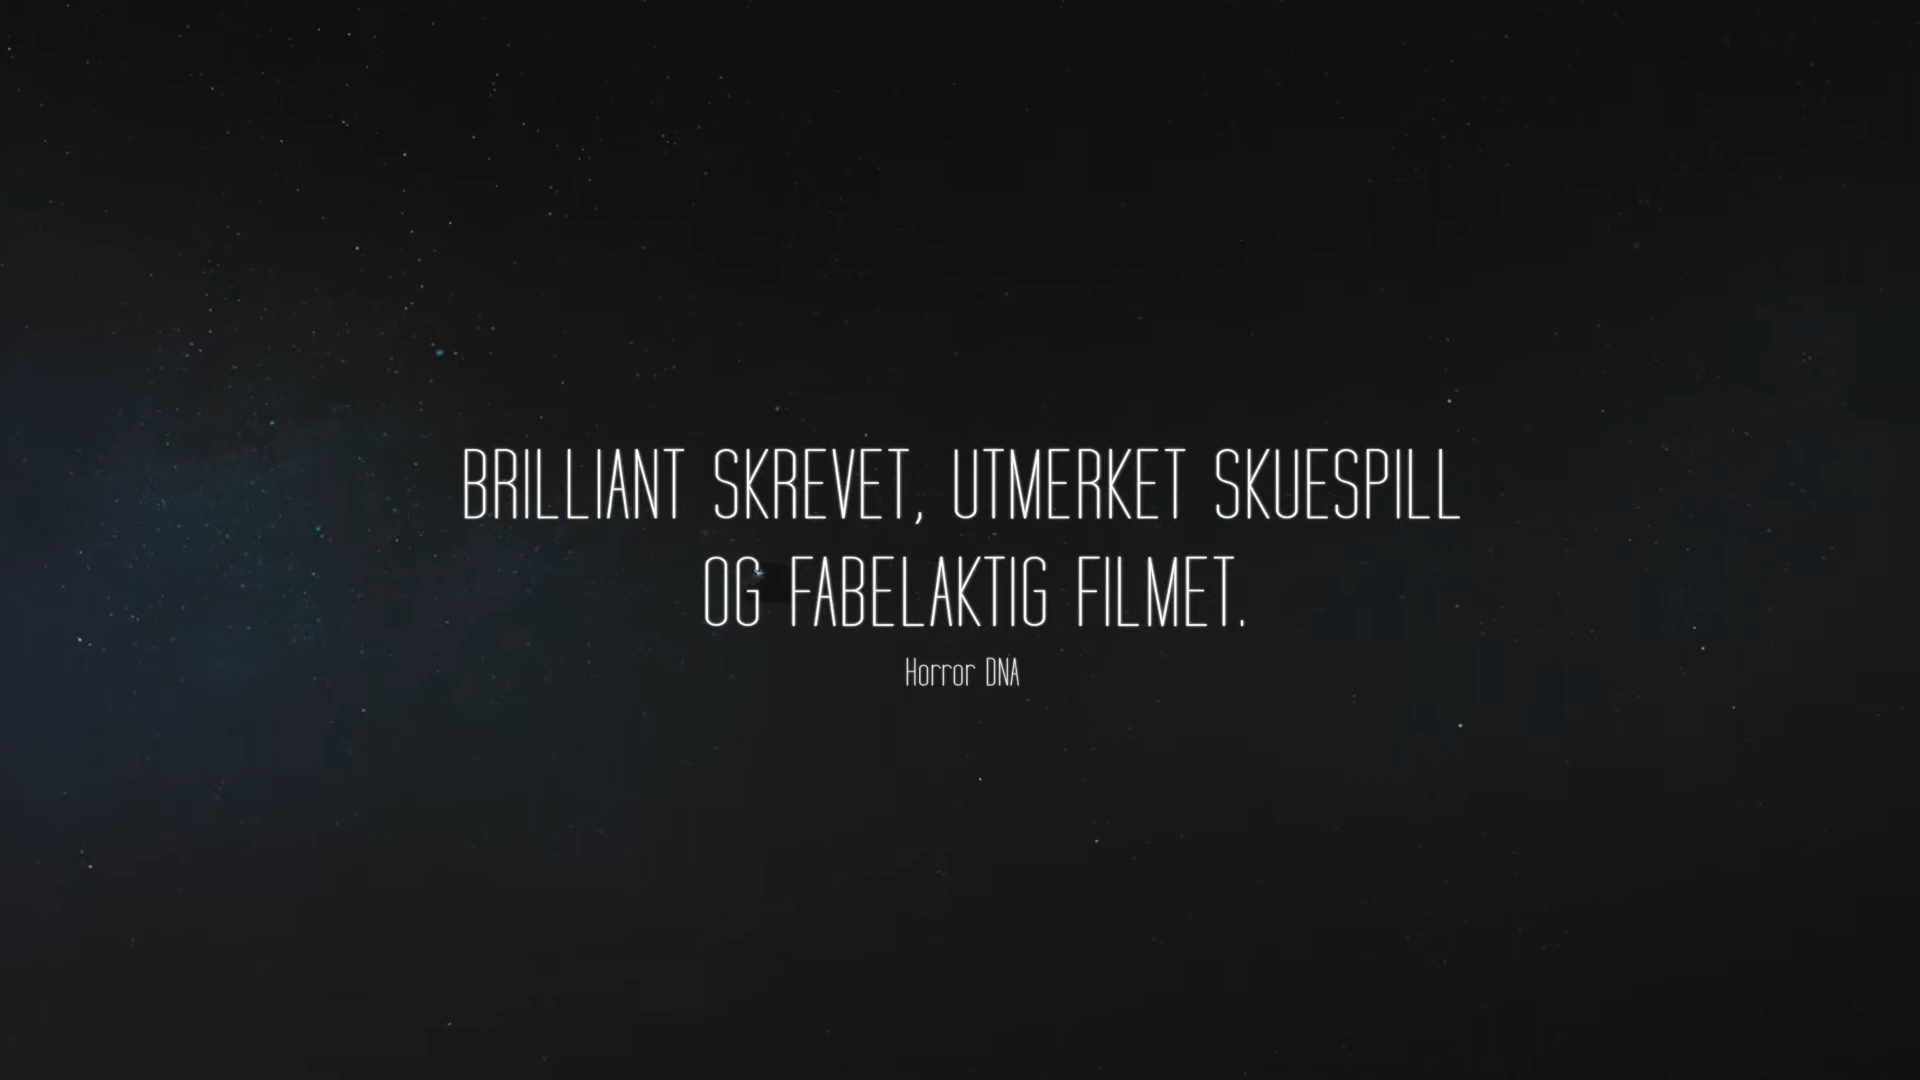 BRILLIANT SKREVET, UTMERKET SKUESPILL
OG FABELAKTIG FILMET.
Horror DNA